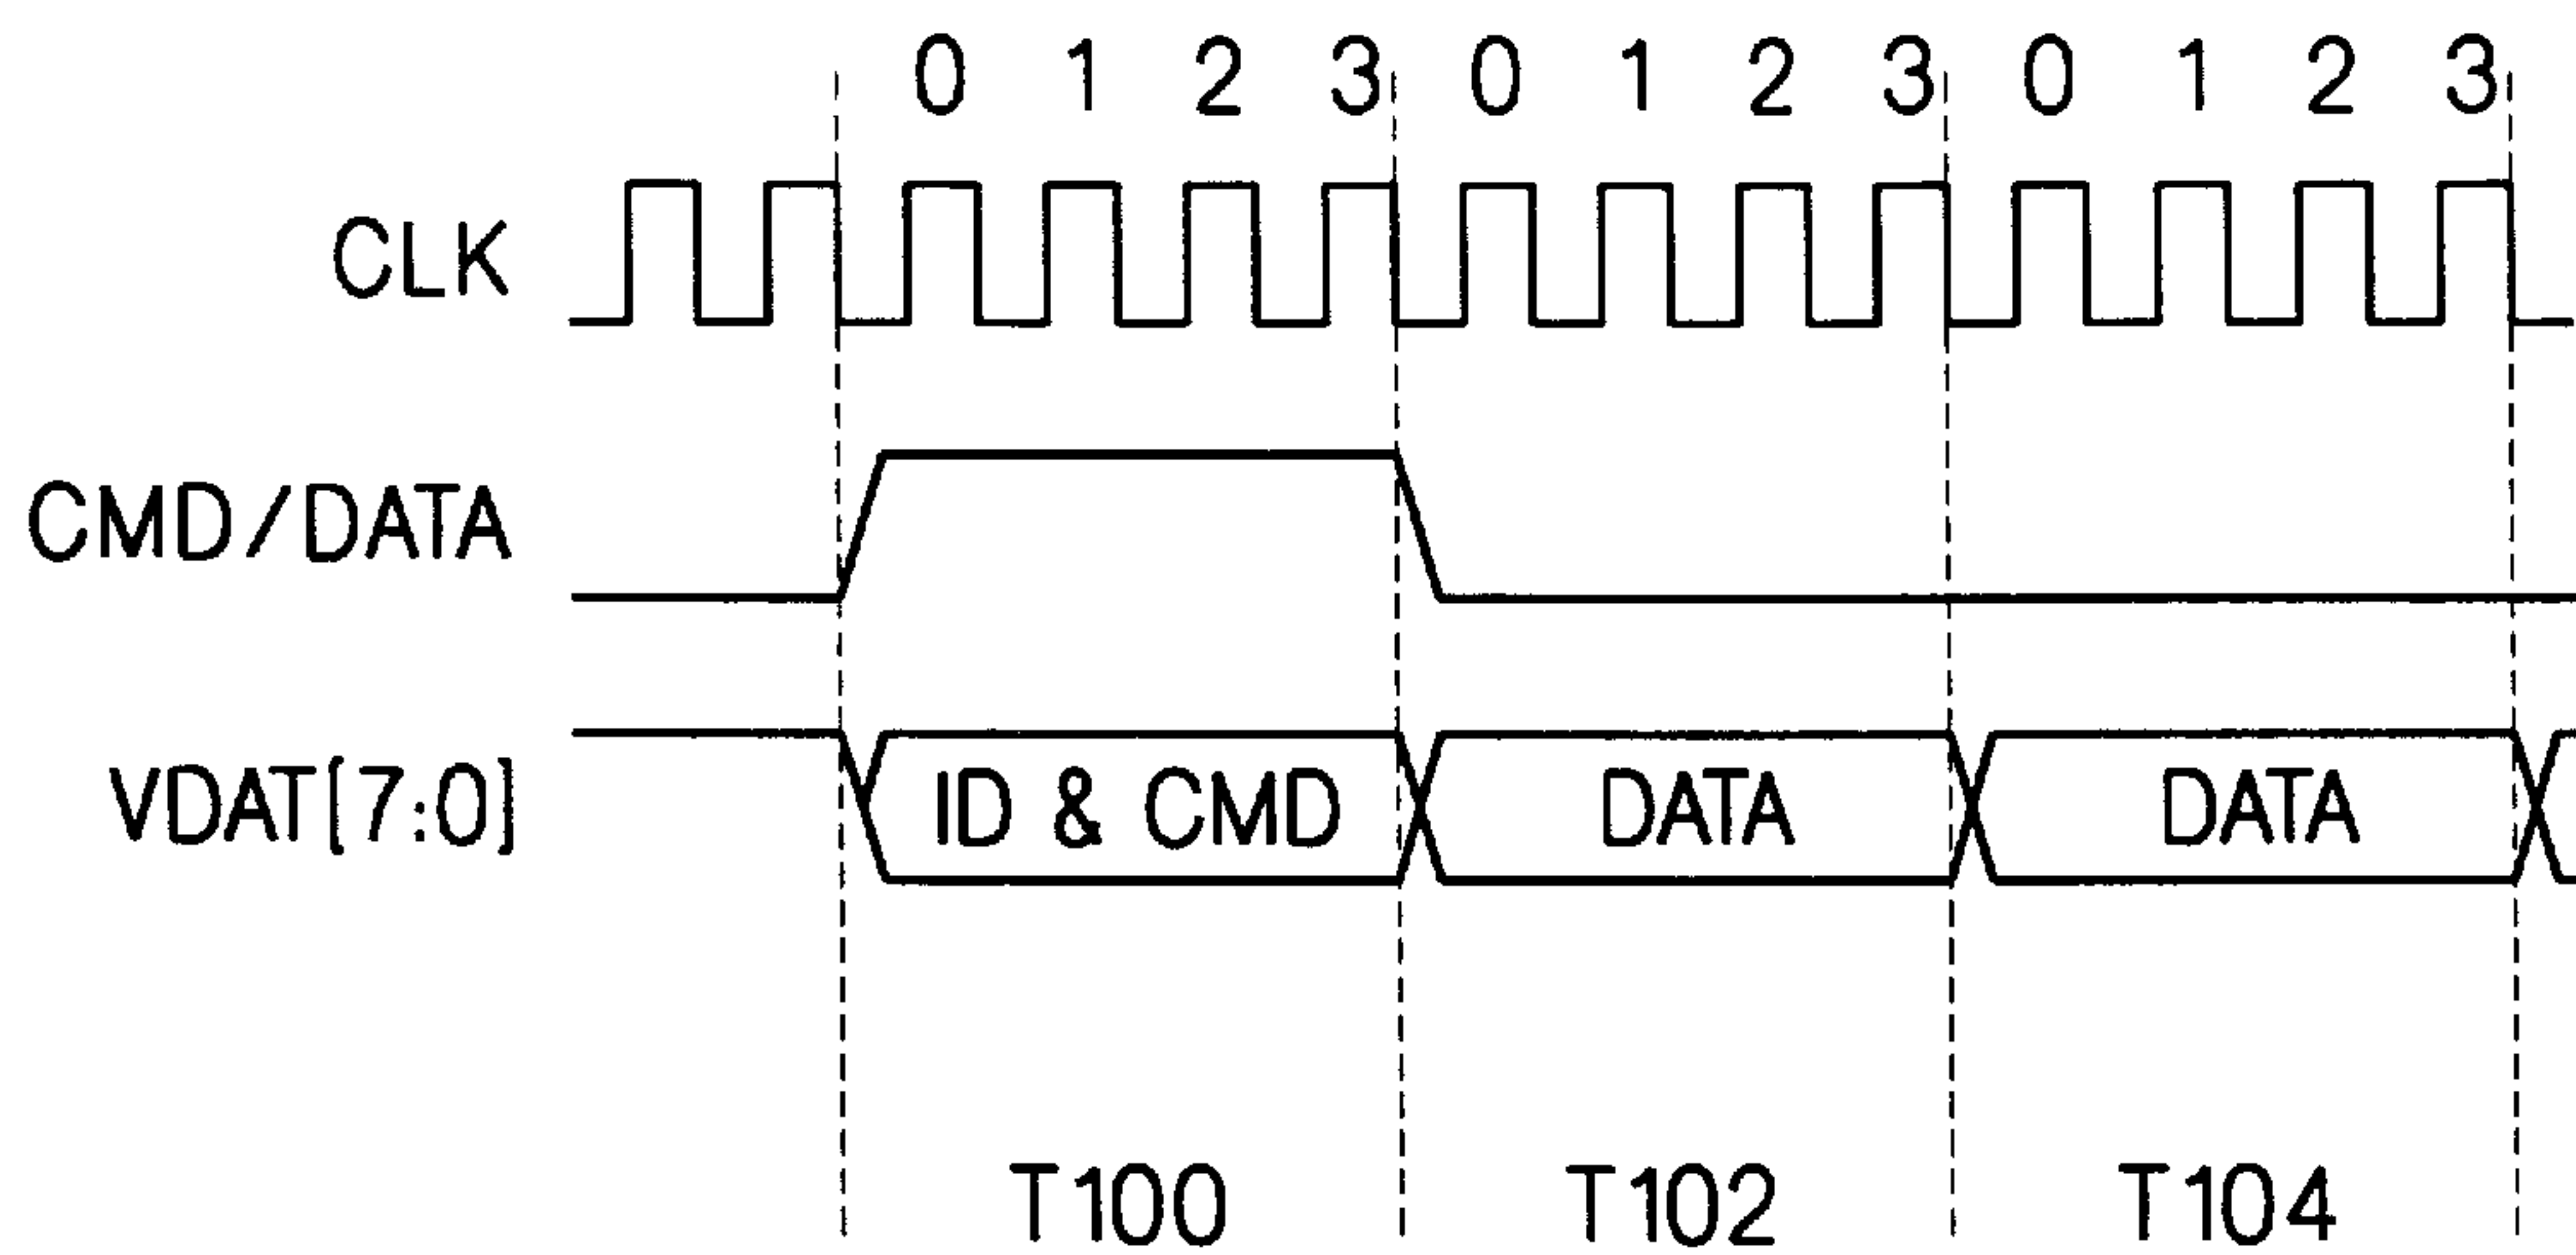 0 1 2 3 0 1 2 3 0 1 2 3
CLK
CMD/DATA
VDAT[7:0] ID & CMD DATA DATA
T100 T102 T104